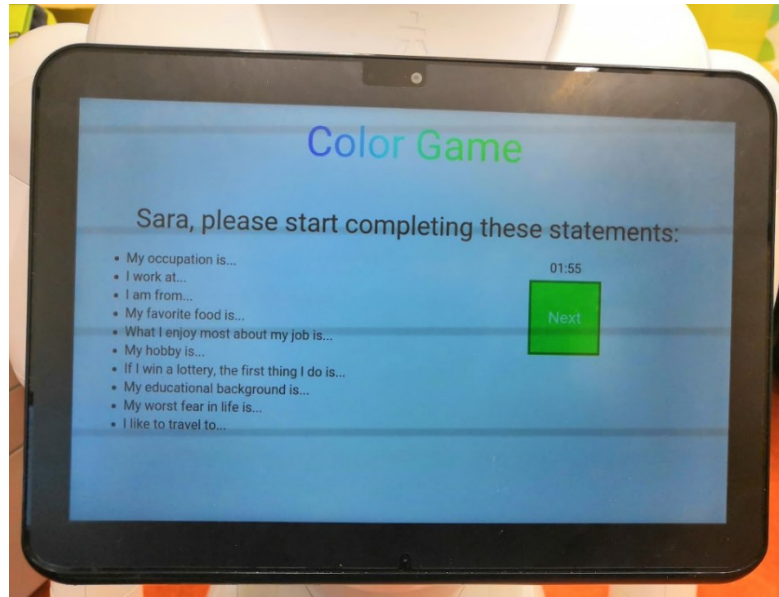 Color Game
Sara, please start completing these statements:
• My occupation is...
• I work at...
• I am from...
• My favorite food is...
• What I enjoy most about my job is...
• My hobby is...
• If I win a lottery, the first thing I do is...
• My educational background is...
• My worst fear in life is...
• I like to travel to...
01:55
Next